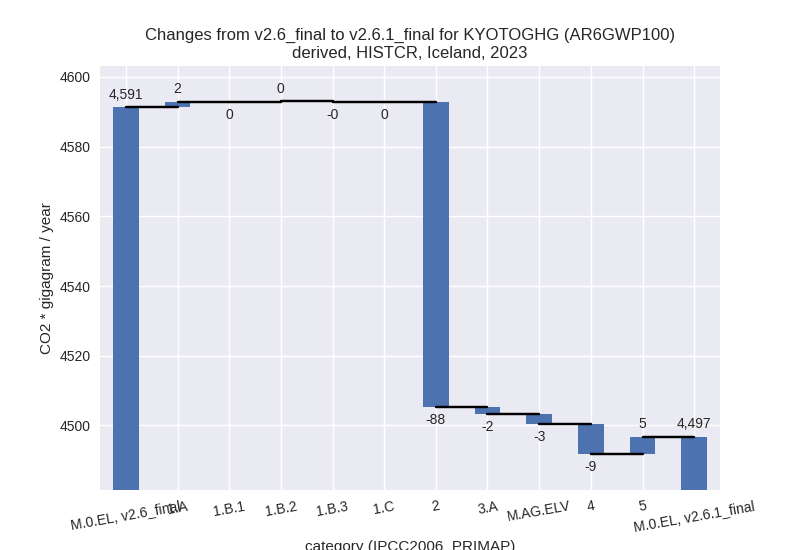 Changes from v2.6_final to v2.6.1_final for KYOTOGHG (AR6GWP100)
derived, HISTCR, Iceland, 2023
CO2 * gigagram / year
4600
4580
4560
4540
4520
4500
4,591
2
0
0
-0
0
-88
-2
-3
-9
5
4,497
M.0.EL, v2.6_final
1.A
1.B.1
1.B.2
1.B.3
1.C
2
3.A
M.AG.ELV
4
5
M.0.EL, v2.6.1_final
category (IPCC2006_PRIMAP)